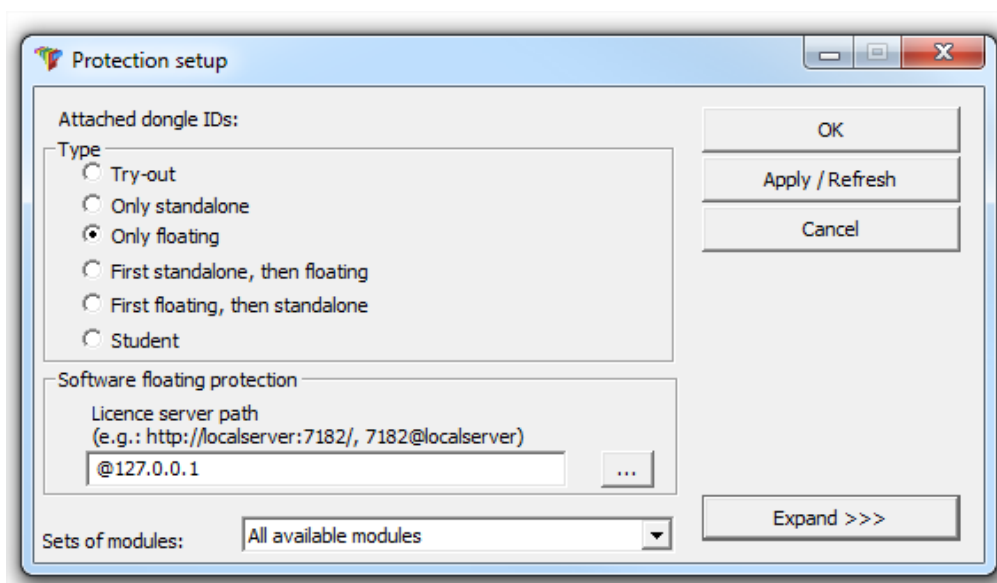 Protection setup
Attached dongle IDs:
Type
Try-out
Only standalone
Only floating
First standalone, then floating
First floating, then standalone
Student
Software floating protection
Licence server path
(e.g.: http://localserver:7182/, 7182@localserver)
@127.0.0.1
...
Sets of modules:
All available modules
OK
Apply / Refresh
Cancel
Expand >>>